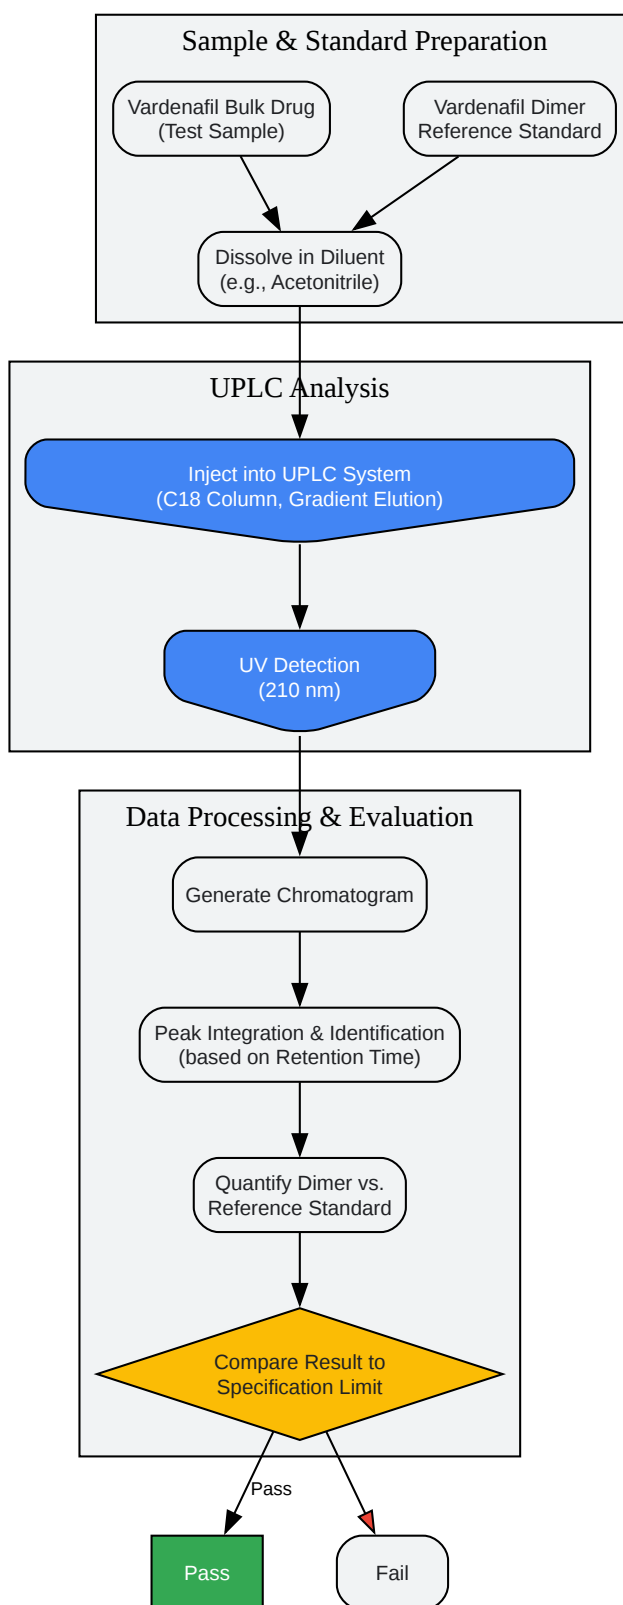 Sample & Standard Preparation
Vardenafil Bulk Drug
(Test Sample)
Vardenafil Dimer
Reference Standard
Dissolve in Diluent
(e.g., Acetonitrile)
UPLC Analysis
Inject into UPLC System
(C18 Column, Gradient Elution)
UV Detection
(210 nm)
Data Processing & Evaluation
Generate Chromatogram
Peak Integration & Identification
(based on Retention Time)
Quantify Dimer vs.
Reference Standard
Compare Result to
Specification Limit
Pass
Pass
Fail